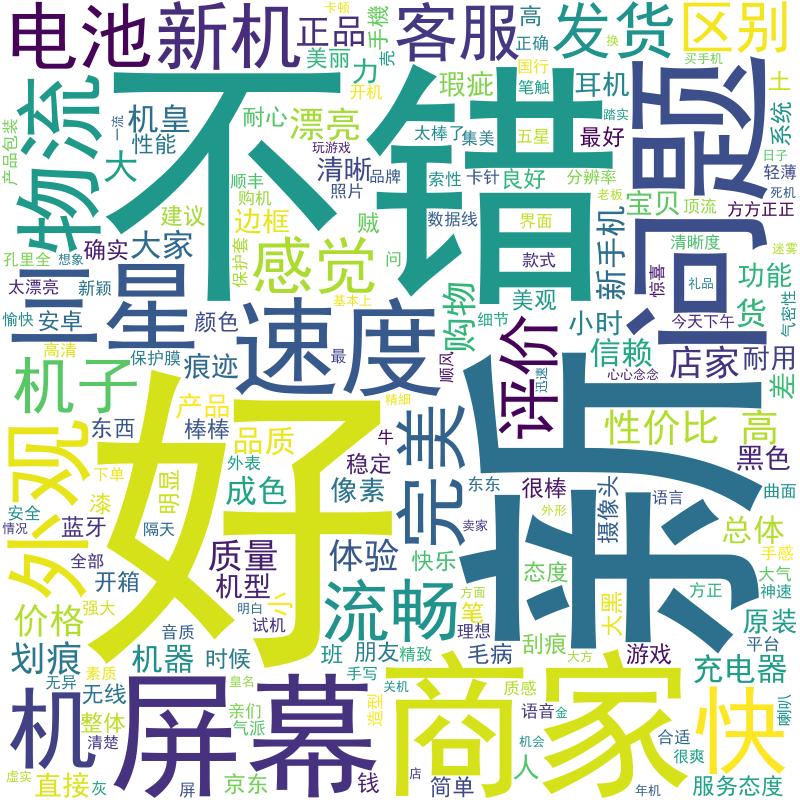 电池
新机
正品
卡顿
手機
壳
客服
高
正确
换
发货
买手机
区别
美丽
力
国行
开机
笔触
产品包装
一流
机皇
性能
耐心
漂亮
瑕疵
耳机
踏实
土
系统
物流
不错
问题
太棒了
集美
五星
最好
玩游戏
日子
大
清晰
照片
品牌
索性
卡针
良好
分辨率
老板
轻薄
死机
顺丰
购机
建议
边框
贼
数据线
界面
新手机
宝贝
顶流
方方正正
确实
大家
保护套
问
款式
清晰度
迷雾
孔里全
想象
感觉
惊喜
礼品
功能
太漂亮
新颖
三星
基本上
细节
美观
货
气密性
愉快
安卓
颜色
速度
购物
小时
今天下午
高清
保护膜
痕迹
最
顺风
评价
迅速
信赖
店家
耐用
心心念念
差
机子
产品
精细
外观
东西
棒棒
品质
牛
完美
新
性价比
高
好
外表
稳定
黑色
下单
明显
成色
像素
东东
很棒
摄像头
语言
曲面
漆
安全
情况
蓝牙
隔天
卖家
外形
总体
手感
全部
质量
体验
快乐
态度
大黑
方正
大气
神速
开箱
机型
价格
强大
明白
小
流畅
笔
方面
理想
原装
音质
试机
刮痕
平台
划痕
机器
时候
班
朋友
精致
毛病
大方
游戏
充电器
素质
无异
无线
皇名
手写
关机
质感
机
屏幕
商家
快
整体
亲们
气派
语音
金
喇叭
清楚
机会
合适
很爽
虚实
直接
灰
屏
京东
钱
店
简单
人
年机
服务态度